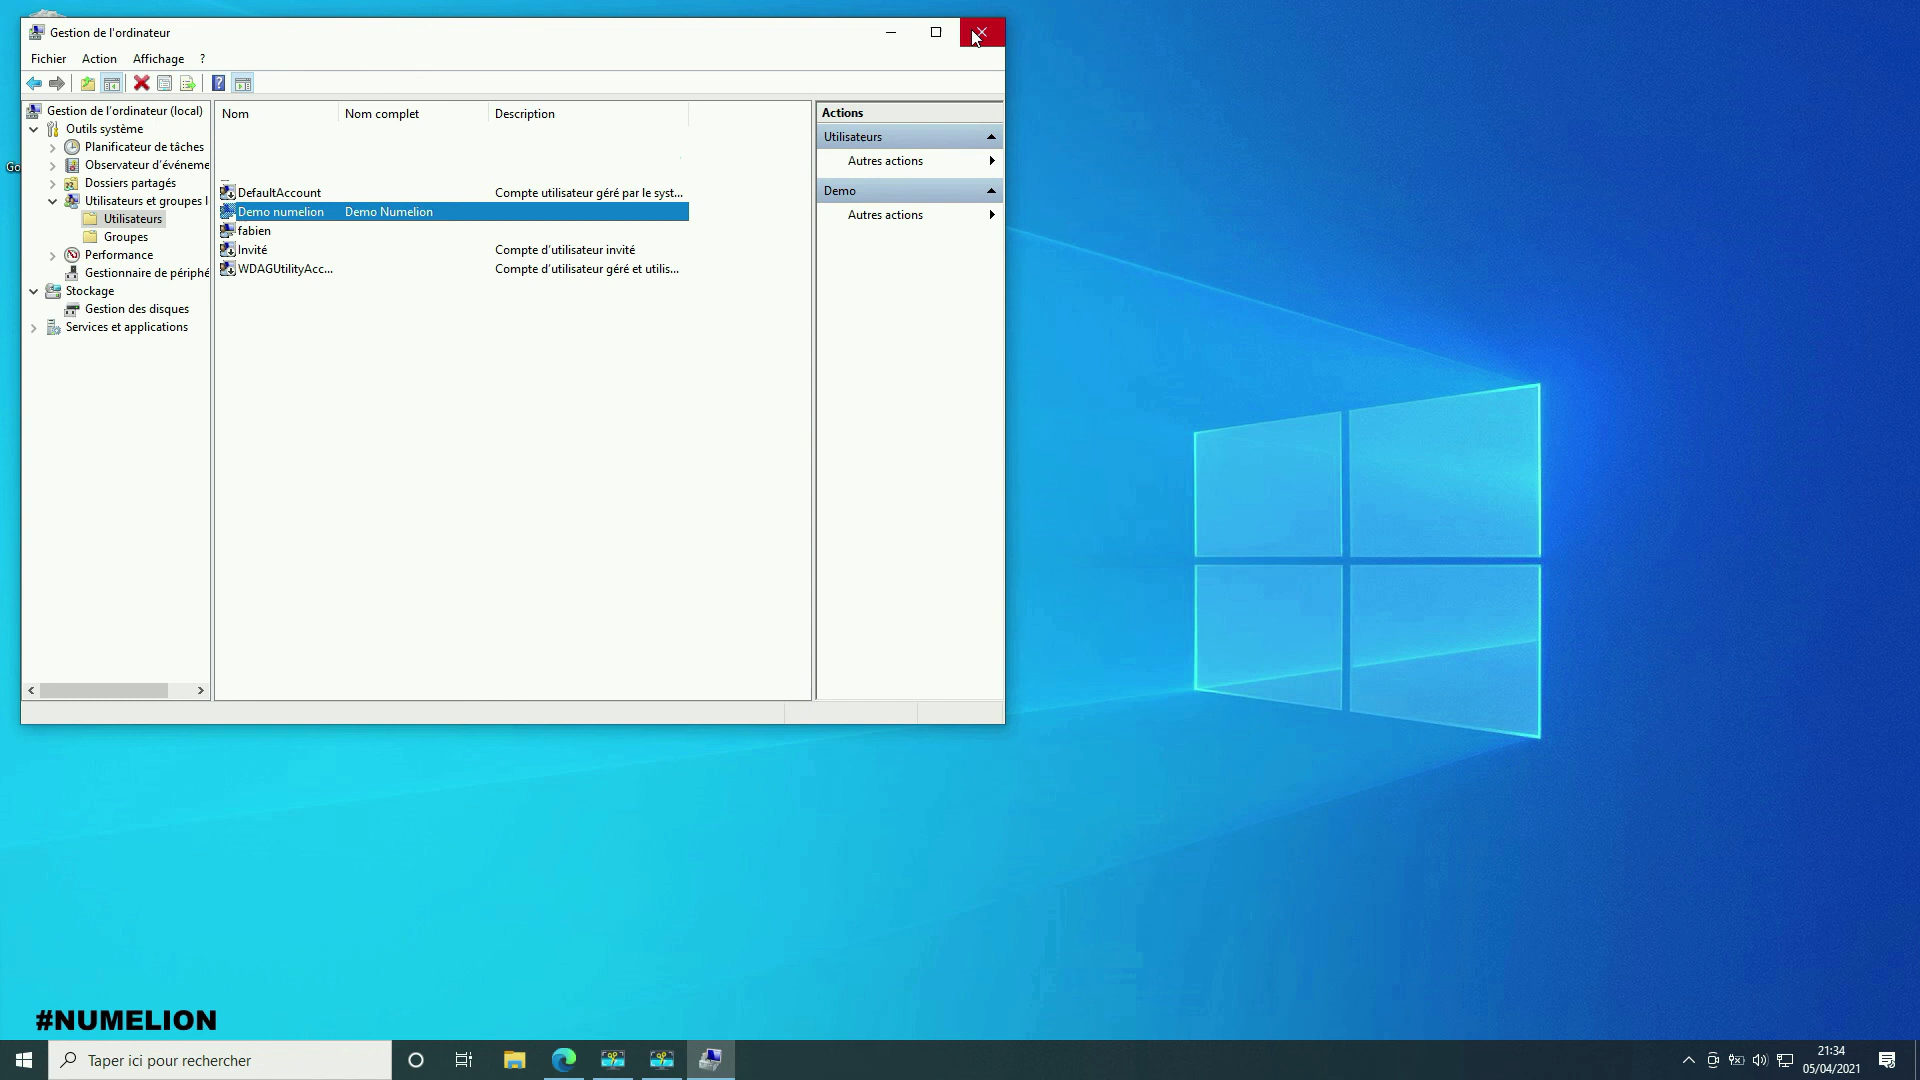 Gestion de l'ordinateur
Fichier Action Affichage ?
Gestion de l'ordinateur (local)
Outils système
Planificateur de tâches
Observateur d'événeme
Dossiers partagés
Utilisateurs et groupes l
Utilisateurs
Groupes
Performance
Gestionnaire de périphé
Stockage
Gestion des disques
Services et applications
Nom Nom complet Description
DefaultAccount Compte utilisateur géré par le syst...
Demo numelion Demo Numelion
fabien
Invité Compte d'utilisateur invité
WDAGUtilityAcc... Compte d'utilisateur géré et utilis...
Actions
Utilisateurs
Autres actions
Demo
Autres actions
Go
#NUMELION
Taper ici pour rechercher
21:34
05/04/2021